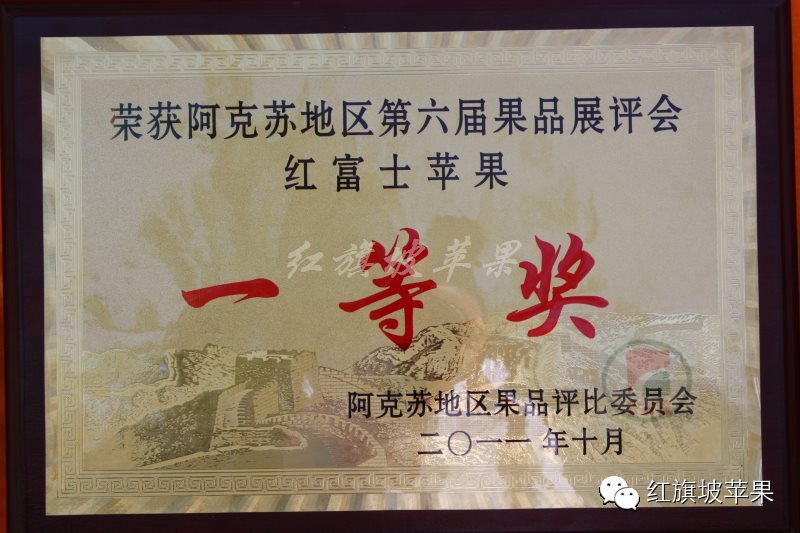 荣获阿克苏地区第六届果品展评会
红富士苹果
红旗坡苹果
一等奖
阿克苏地区果品评比委员会
二〇一一年十月
红旗坡苹果